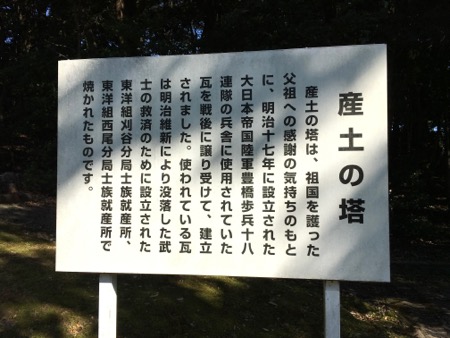 産土の塔
産土の塔は、祖国を護った
父祖への感謝の気持ちのもと
に、明治十七年に設立された
大日本帝国陸軍豊橋歩兵十八
連隊の兵舎に使用されていた
瓦を戦後に譲り受けて、建立
されました。使われている瓦
は明治維新により没落した武
士の救済のために設立された
東洋組刈谷分局士族就産所、
東洋組西尾分局士族就産所で
焼かれたものです。